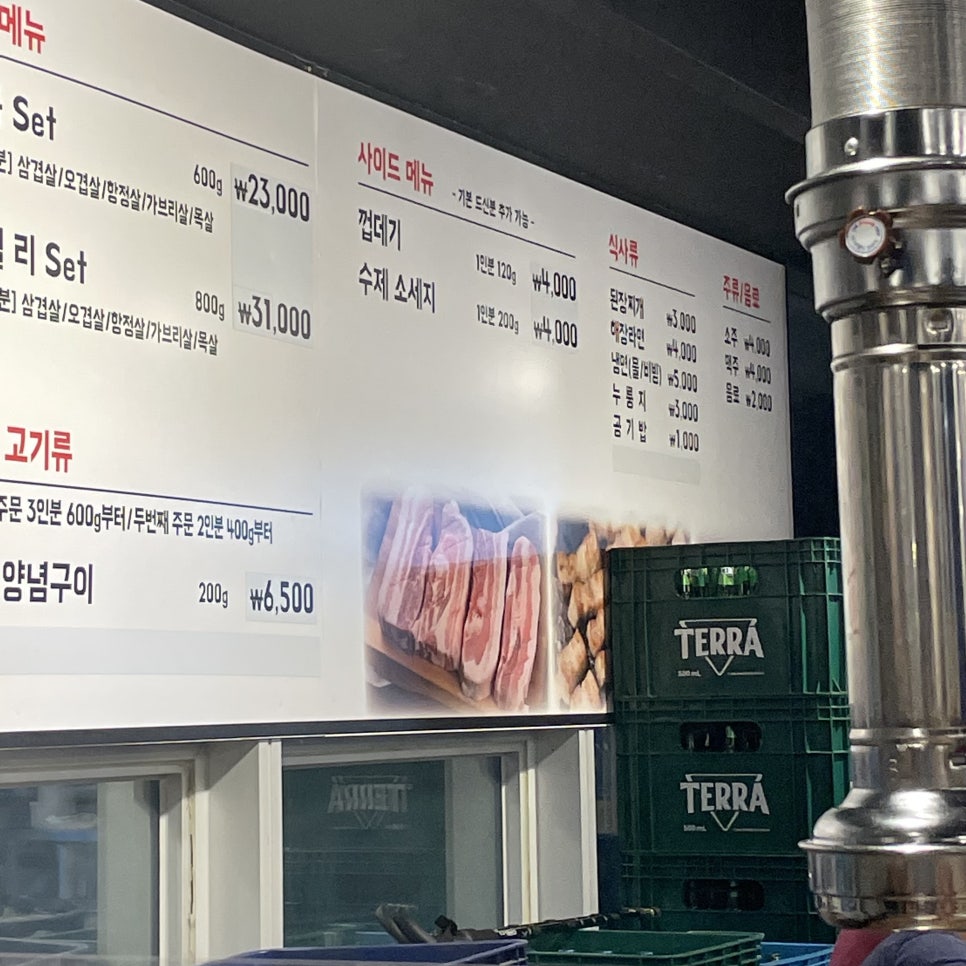 메뉴
Set
600g ₩23,000
삼겹살/오겹살/항정살/가브리살/목살
리 Set
800g ₩31,000
삼겹살/오겹살/항정살/가브리살/목살
고기류
주문 3인분 600g부터/두번째 주문 2인분 400g부터
양념구이 200g ₩6,500
사이드 메뉴 - 기본 드신분 추가 가능 -
껍데기 1인분 120g ₩4,000
수제 소세지 1인분 200g ₩4,000
식사류
된장찌개 ₩3,000
해장라면 ₩4,000
냉면(물/비빔) ₩5,000
누룽지 ₩3,000
공기밥 ₩1,000
주류/음료
소주 ₩4,000
맥주 ₩4,000
음료 ₩2,000
TERRA
500 mL
TERRA
500 mL